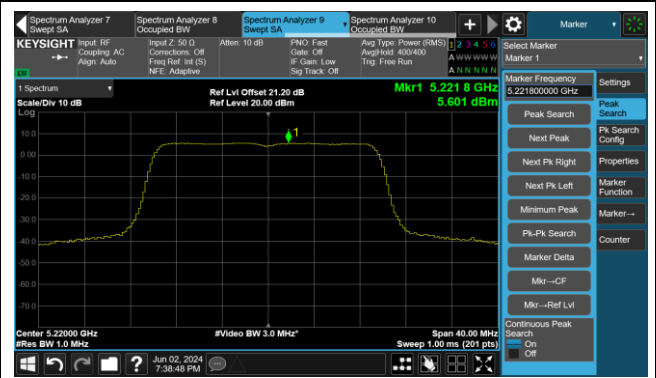 Spectrum Analyzer 7
Swept SA
Spectrum Analyzer 8
Occupied BW
Spectrum Analyzer 9
Swept SA
Spectrum Analyzer 10
Occupied BW
Marker
KEYSIGHT
Input: RF
Coupling: AC
Align: Auto
Input Z: 50 Ω
Corrections: Off
Freq Ref: Int (S)
NFE: Adaptive
Atten: 10 dB
PNO: Fast
Gate: Off
IF Gain: Low
Sig Track: Off
Avg Type: Power (RMS)
Avg|Hold: 400/400
Trig: Free Run
1 2 3 4 5 6
A W W W W W
A N N N N N
Select Marker
Marker 1
LXI
1 Spectrum
Scale/Div 10 dB
Log
Ref Lvl Offset 21.20 dB
Ref Level 20.00 dBm
Mkr1 5.221 8 GHz
5.601 dBm
1
10.0
0.00
-10.0
-20.0
-30.0
-40.0
-50.0
-60.0
-70.0
Center 5.22000 GHz
#Res BW 1.0 MHz
#Video BW 3.0 MHz*
Span 40.00 MHz
Sweep 1.00 ms (201 pts)
Marker Frequency
5.221800000 GHz
Peak Search
Next Peak
Next Pk Right
Next Pk Left
Minimum Peak
Pk-Pk Search
Marker Delta
Mkr→CF
Mkr→Ref Lvl
Continuous Peak
Search
On
Off
Settings
Peak
Search
Pk Search
Config
Properties
Marker
Function
Marker→
Counter
?
Jun 02, 2024
7:38:48 PM